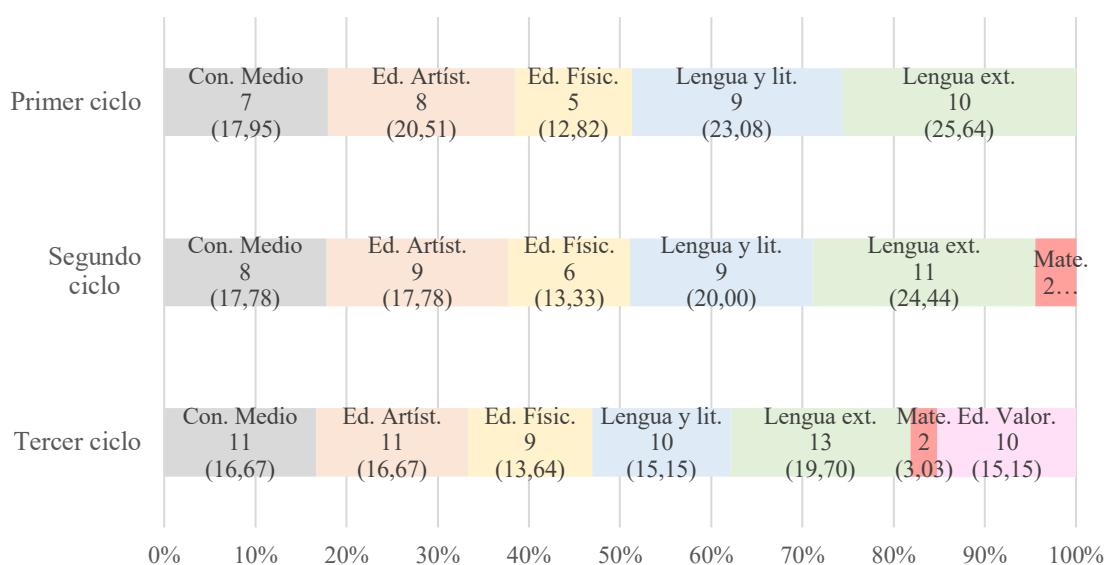 Primer ciclo
Con. Medio
7
(17,95)
Ed. Artíst.
8
(20,51)
Ed. Físic.
5
(12,82)
Lengua y lit.
9
(23,08)
Lengua ext.
10
(25,64)
Segundo
ciclo
Con. Medio
8
(17,78)
Ed. Artíst.
9
(17,78)
Ed. Físic.
6
(13,33)
Lengua y lit.
9
(20,00)
Lengua ext.
11
(24,44)
Mate.
2…
Tercer ciclo
Con. Medio
11
(16,67)
Ed. Artíst.
11
(16,67)
Ed. Físic.
9
(13,64)
Lengua y lit.
10
(15,15)
Lengua ext.
13
(19,70)
Mate.
2
(3,03)
Ed. Valor.
10
(15,15)
0% 10% 20% 30% 40% 50% 60% 70% 80% 90% 100%